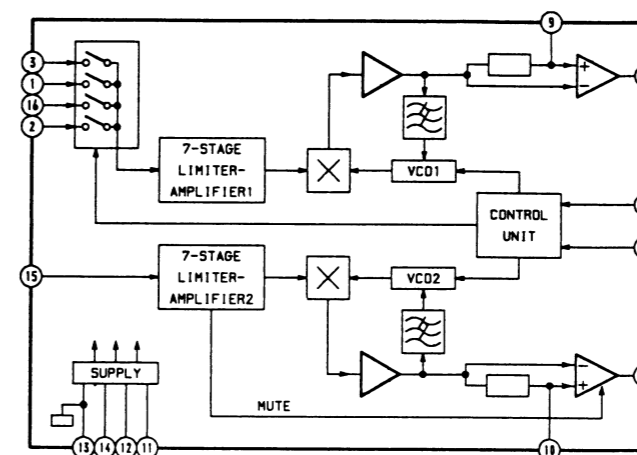 9
3
1
16
2
+
−
7-STAGE
LIMITER-
AMPLIFIER1
VCO1
CONTROL
UNIT
7-STAGE
LIMITER-
AMPLIFIER2
15
VCO2
SUPPLY
−
+
MUTE
13
14
12
11
10